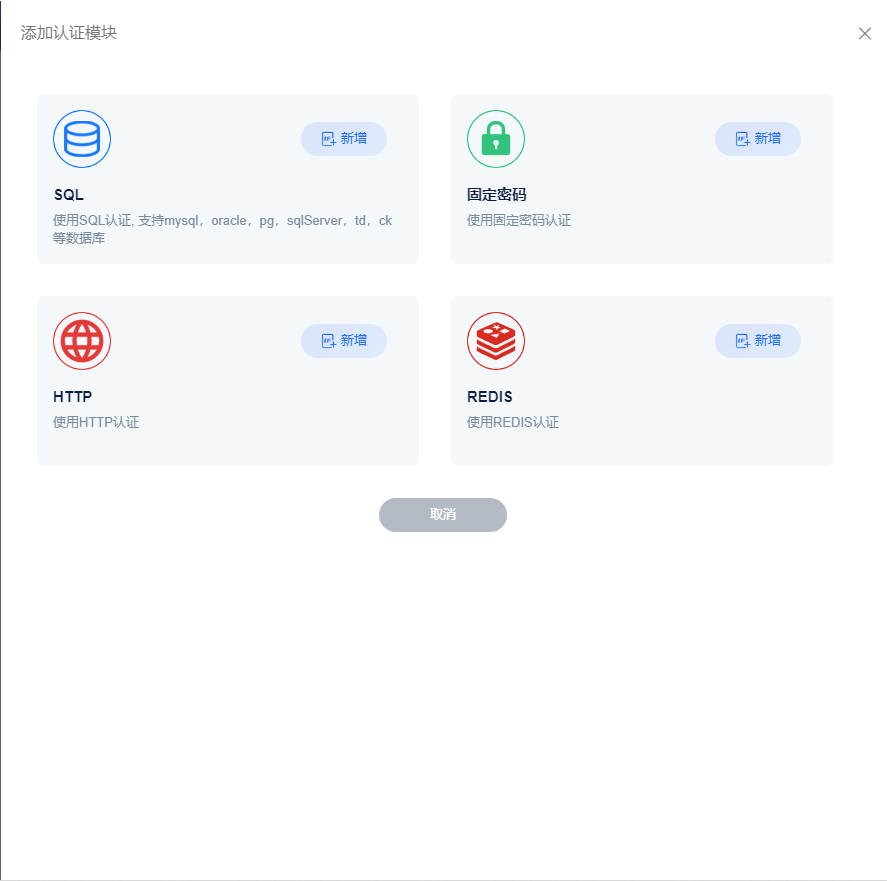 添加认证模块
新增
SQL
使用SQL认证, 支持mysql，oracle，pg，sqlServer，td，ck
等数据库
新增
固定密码
使用固定密码认证
新增
HTTP
使用HTTP认证
新增
REDIS
使用REDIS认证
取消